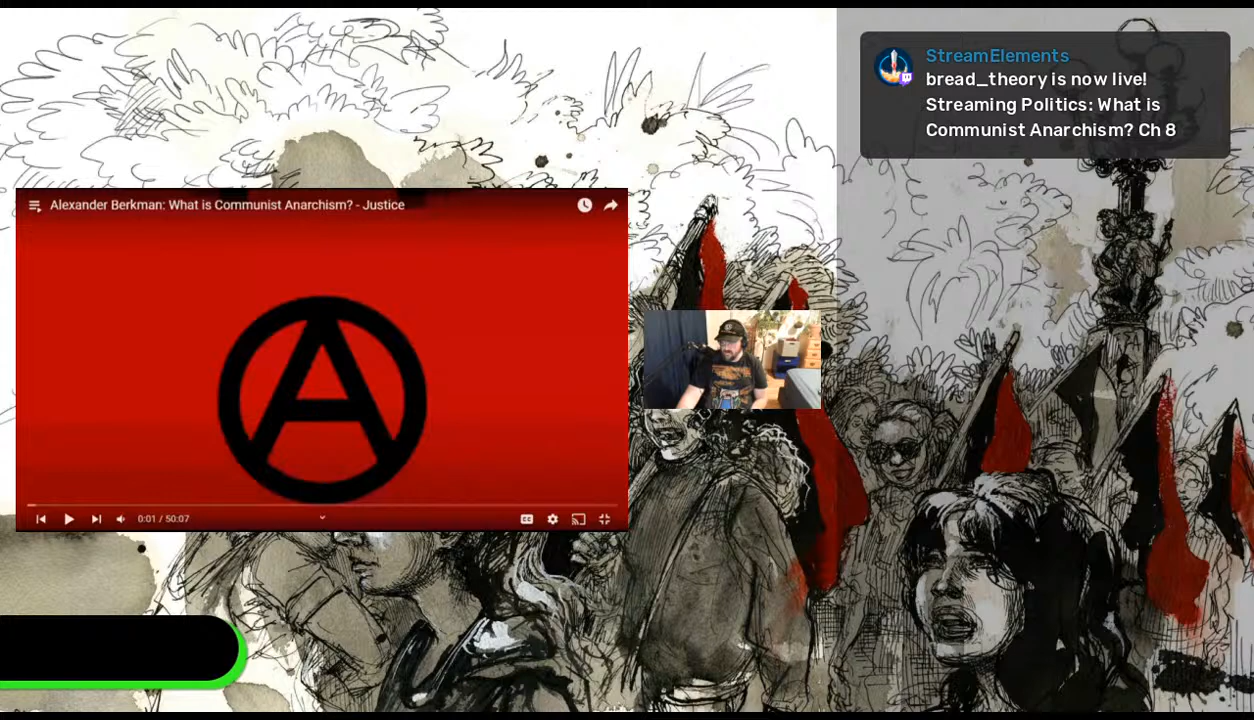 StreamElements
bread_theory is now live!
Streaming Politics: What is
Communist Anarchism? Ch 8
Alexander Berkman: What is Communist Anarchism? - Justice
0:01 / 50:07
CC